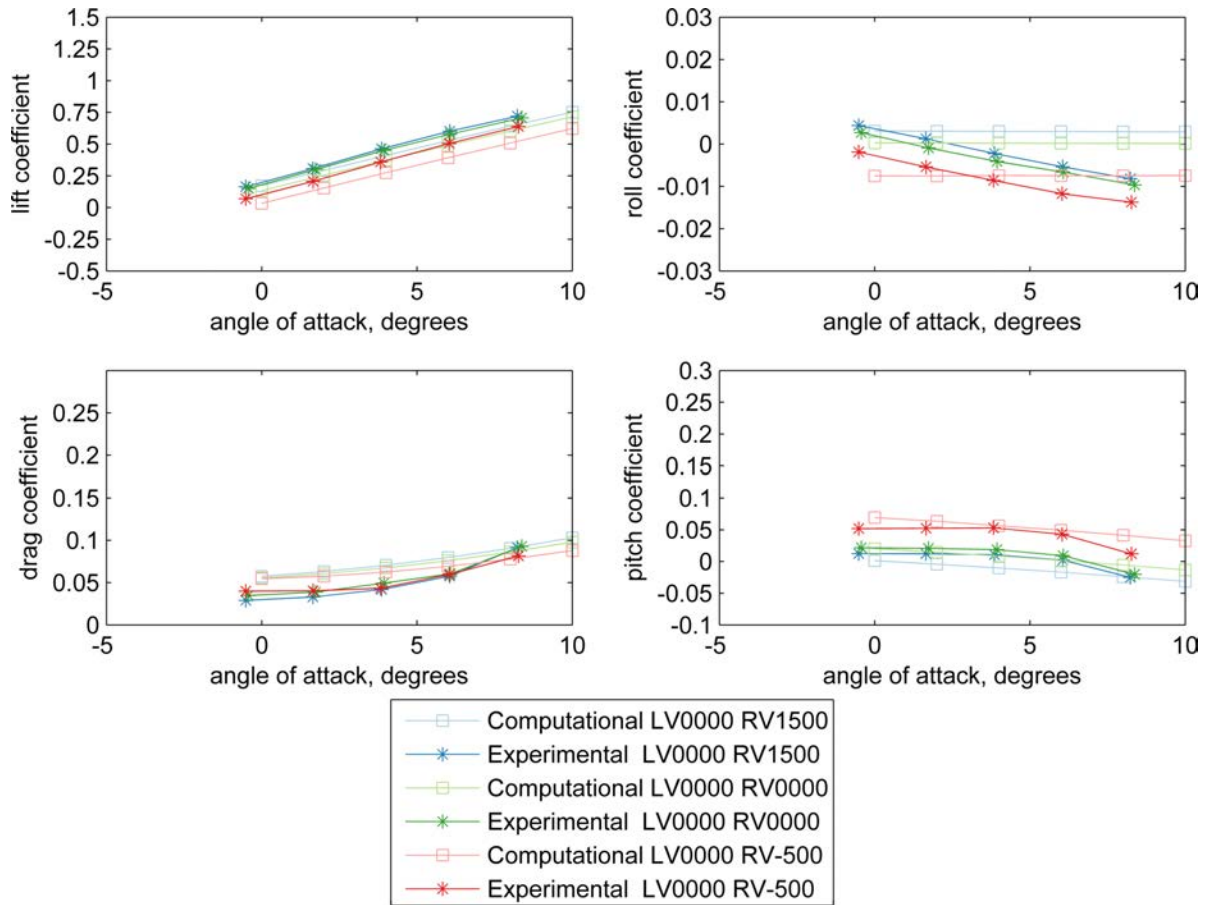 1.5
1.25
1
0.75
0.5
0.25
0
-0.25
-0.5
lift coefficient
-5 0 5 10
angle of attack, degrees
0.03
0.02
0.01
0
-0.01
-0.02
-0.03
roll coefficient
-5 0 5 10
angle of attack, degrees
0.25
0.2
0.15
0.1
0.05
0
drag coefficient
-5 0 5 10
angle of attack, degrees
0.3
0.25
0.2
0.15
0.1
0.05
0
-0.05
-0.1
pitch coefficient
-5 0 5 10
angle of attack, degrees
Computational LV0000 RV1500
Experimental LV0000 RV1500
Computational LV0000 RV0000
Experimental LV0000 RV0000
Computational LV0000 RV-500
Experimental LV0000 RV-500